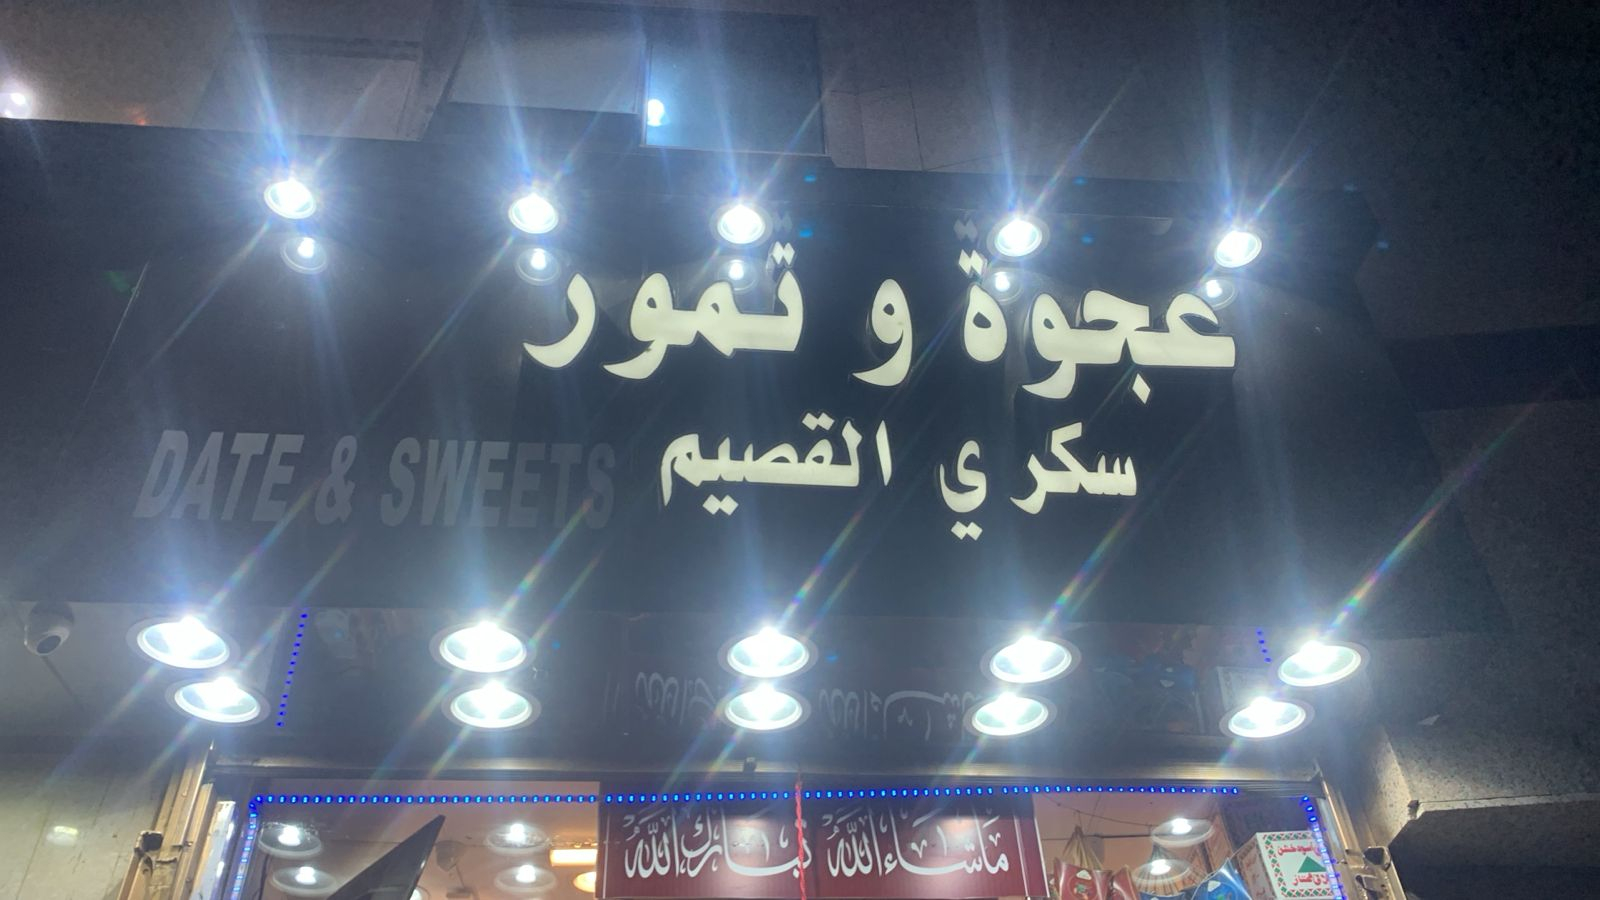 عجوة و تمور
سكري القصيم
DATE & SWEETS
ماشاء الله تبارك الله